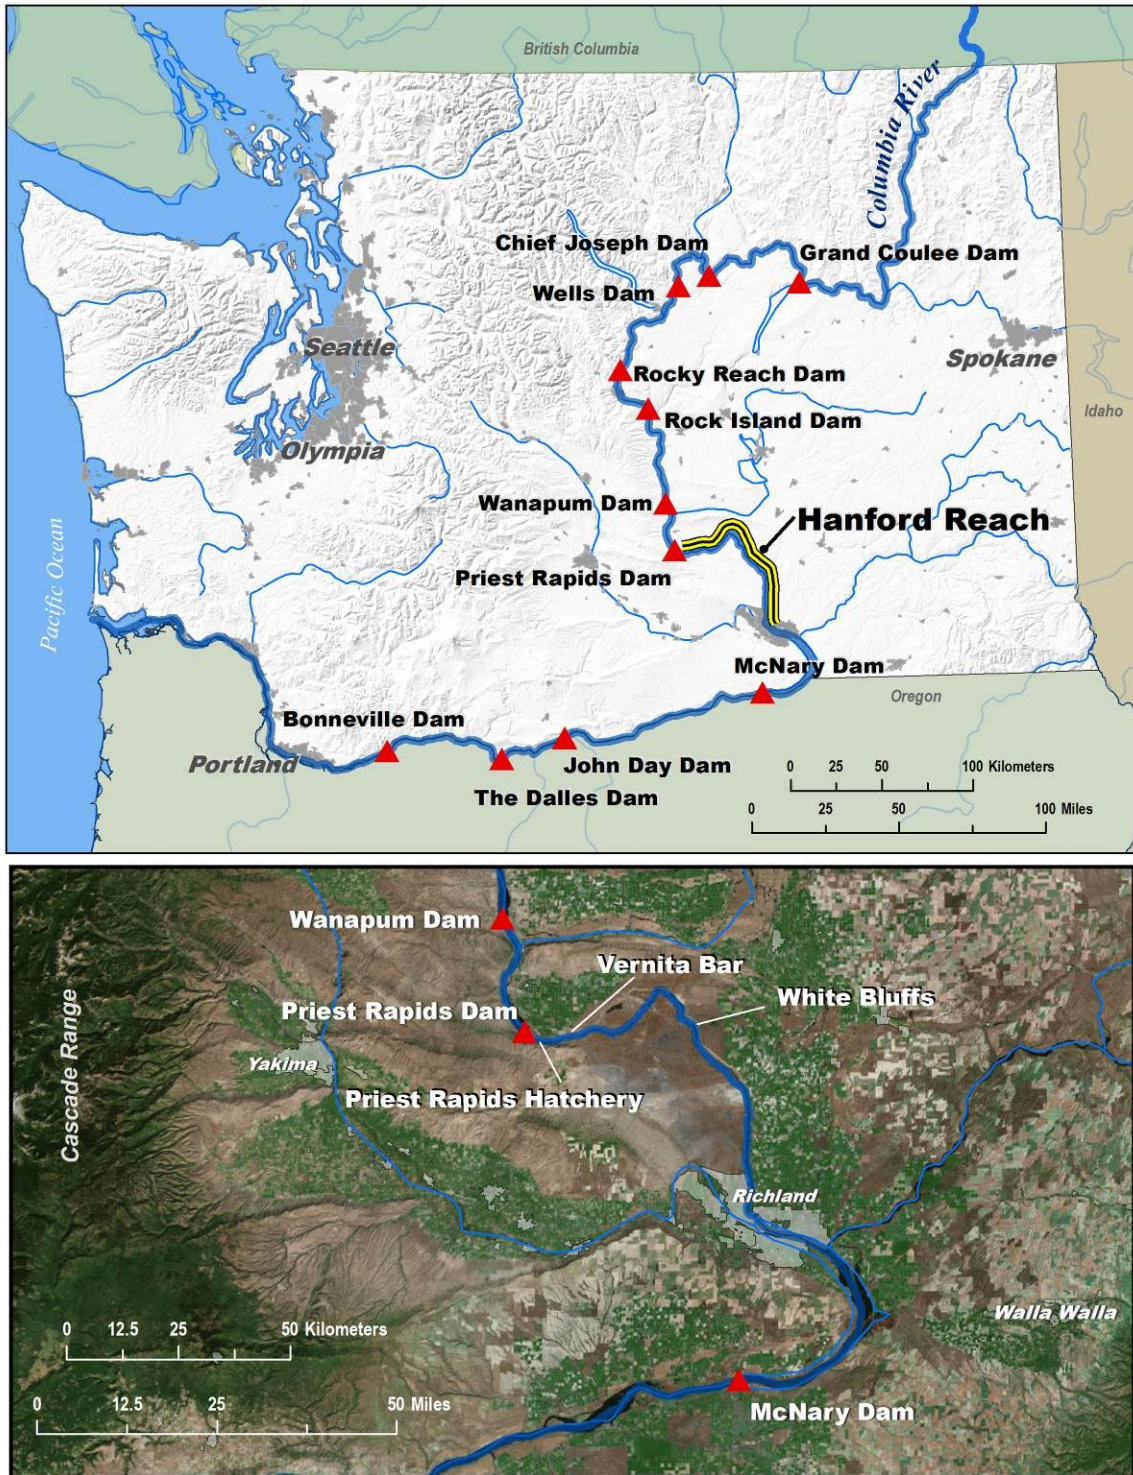 British Columbia
Columbia River
Chief Joseph Dam
Grand Coulee Dam
Wells Dam
Seattle
Spokane
Rocky Reach Dam
Idaho
Rock Island Dam
Olympia
Wanapum Dam
Hanford Reach
Pacific Ocean
Priest Rapids Dam
McNary Dam
Oregon
Bonneville Dam
Portland
John Day Dam
The Dalles Dam
0 25 50 100 Kilometers
0 25 50 100 Miles
Wanapum Dam
Vernita Bar
White Bluffs
Priest Rapids Dam
Cascade Range
Yakima
Priest Rapids Hatchery
Richland
Walla Walla
0 12.5 25 50 Kilometers
0 12.5 25 50 Miles
McNary Dam